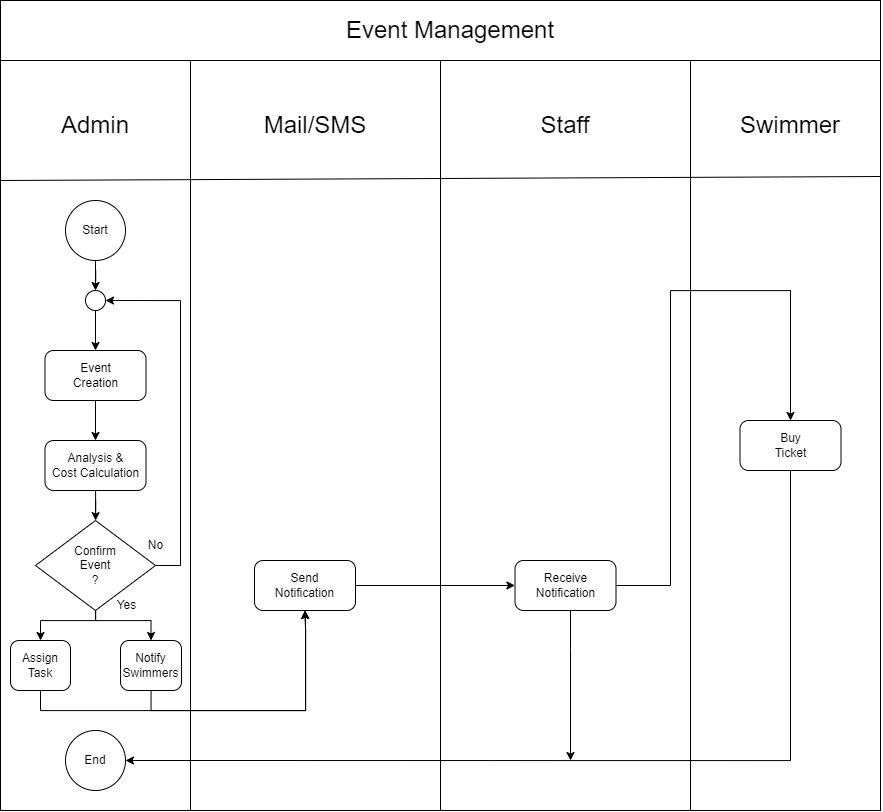 Event Management
Admin
Mail/SMS
Staff
Swimmer
Start
Event
Creation
Analysis &
Cost Calculation
Confirm
Event
?
No
Yes
Assign
Task
Notify
Swimmers
Send
Notification
Receive
Notification
Buy
Ticket
End